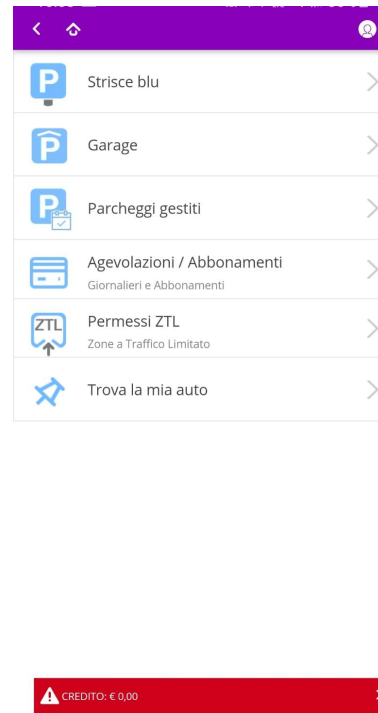 P
Strisce blu
P
Garage
P
Parcheggi gestiti
Agevolazioni / Abbonamenti
Giornalieri e Abbonamenti
ZTL
Permessi ZTL
Zone a Traffico Limitato
Trova la mia auto
CREDITO: € 0,00